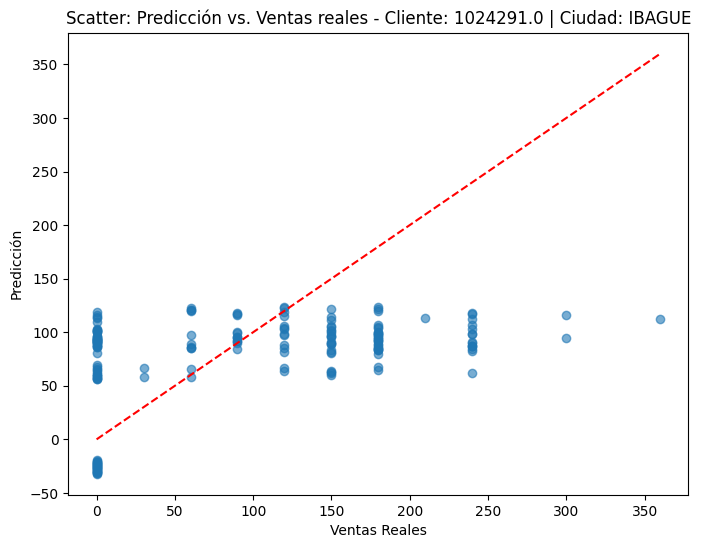 Scatter: Predicción vs. Ventas reales - Cliente: 1024291.0 | Ciudad: IBAGUE
Predicción
350
300
250
200
150
100
50
0
−50
0 50 100 150 200 250 300 350
Ventas Reales